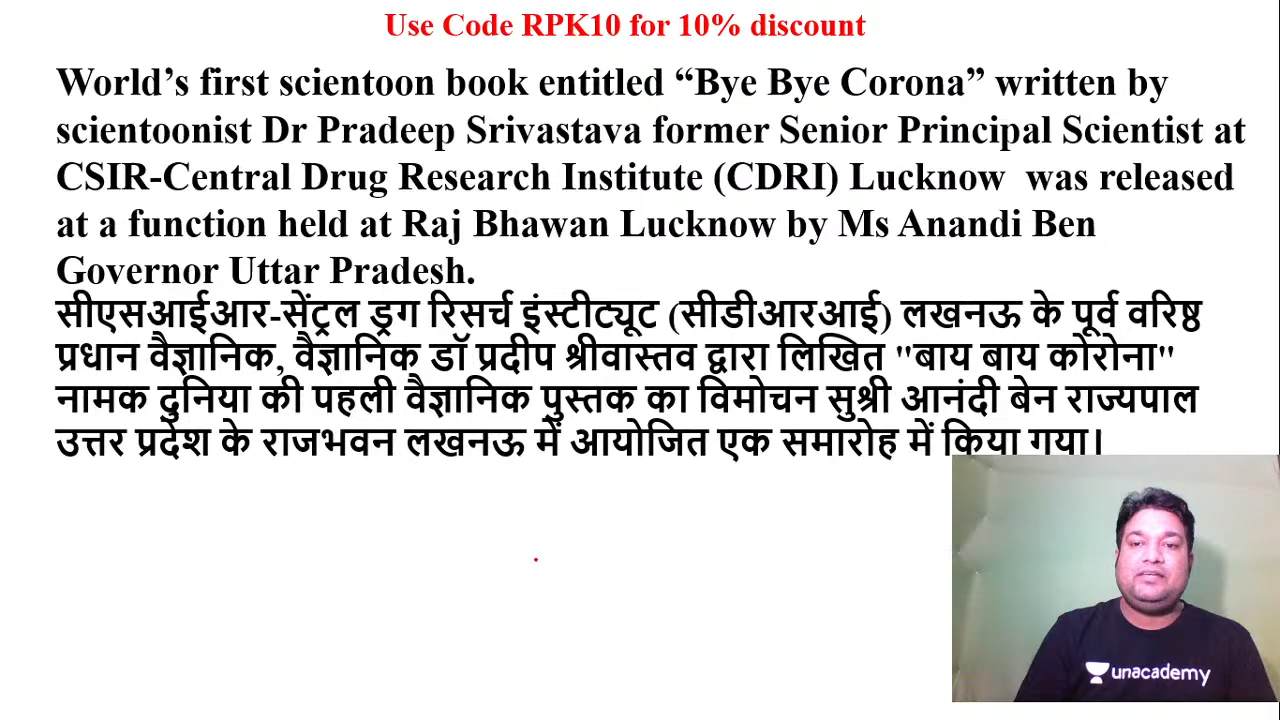 Use Code RPK10 for 10% discount
World’s first scientoon book entitled “Bye Bye Corona” written by
scientoonist Dr Pradeep Srivastava former Senior Principal Scientist at
CSIR-Central Drug Research Institute (CDRI) Lucknow was released
at a function held at Raj Bhawan Lucknow by Ms Anandi Ben
Governor Uttar Pradesh.
सीएसआईआर-सेंट्रल ड्रग रिसर्च इंस्टीट्यूट (सीडीआरआई) लखनऊ के पूर्व वरिष्ठ
प्रधान वैज्ञानिक, वैज्ञानिक डॉ प्रदीप श्रीवास्तव द्वारा लिखित "बाय बाय कोरोना"
नामक दुनिया की पहली वैज्ञानिक पुस्तक का विमोचन सुश्री आनंदी बेन राज्यपाल
उत्तर प्रदेश के राजभवन लखनऊ में आयोजित एक समारोह में किया गया।
unacademy